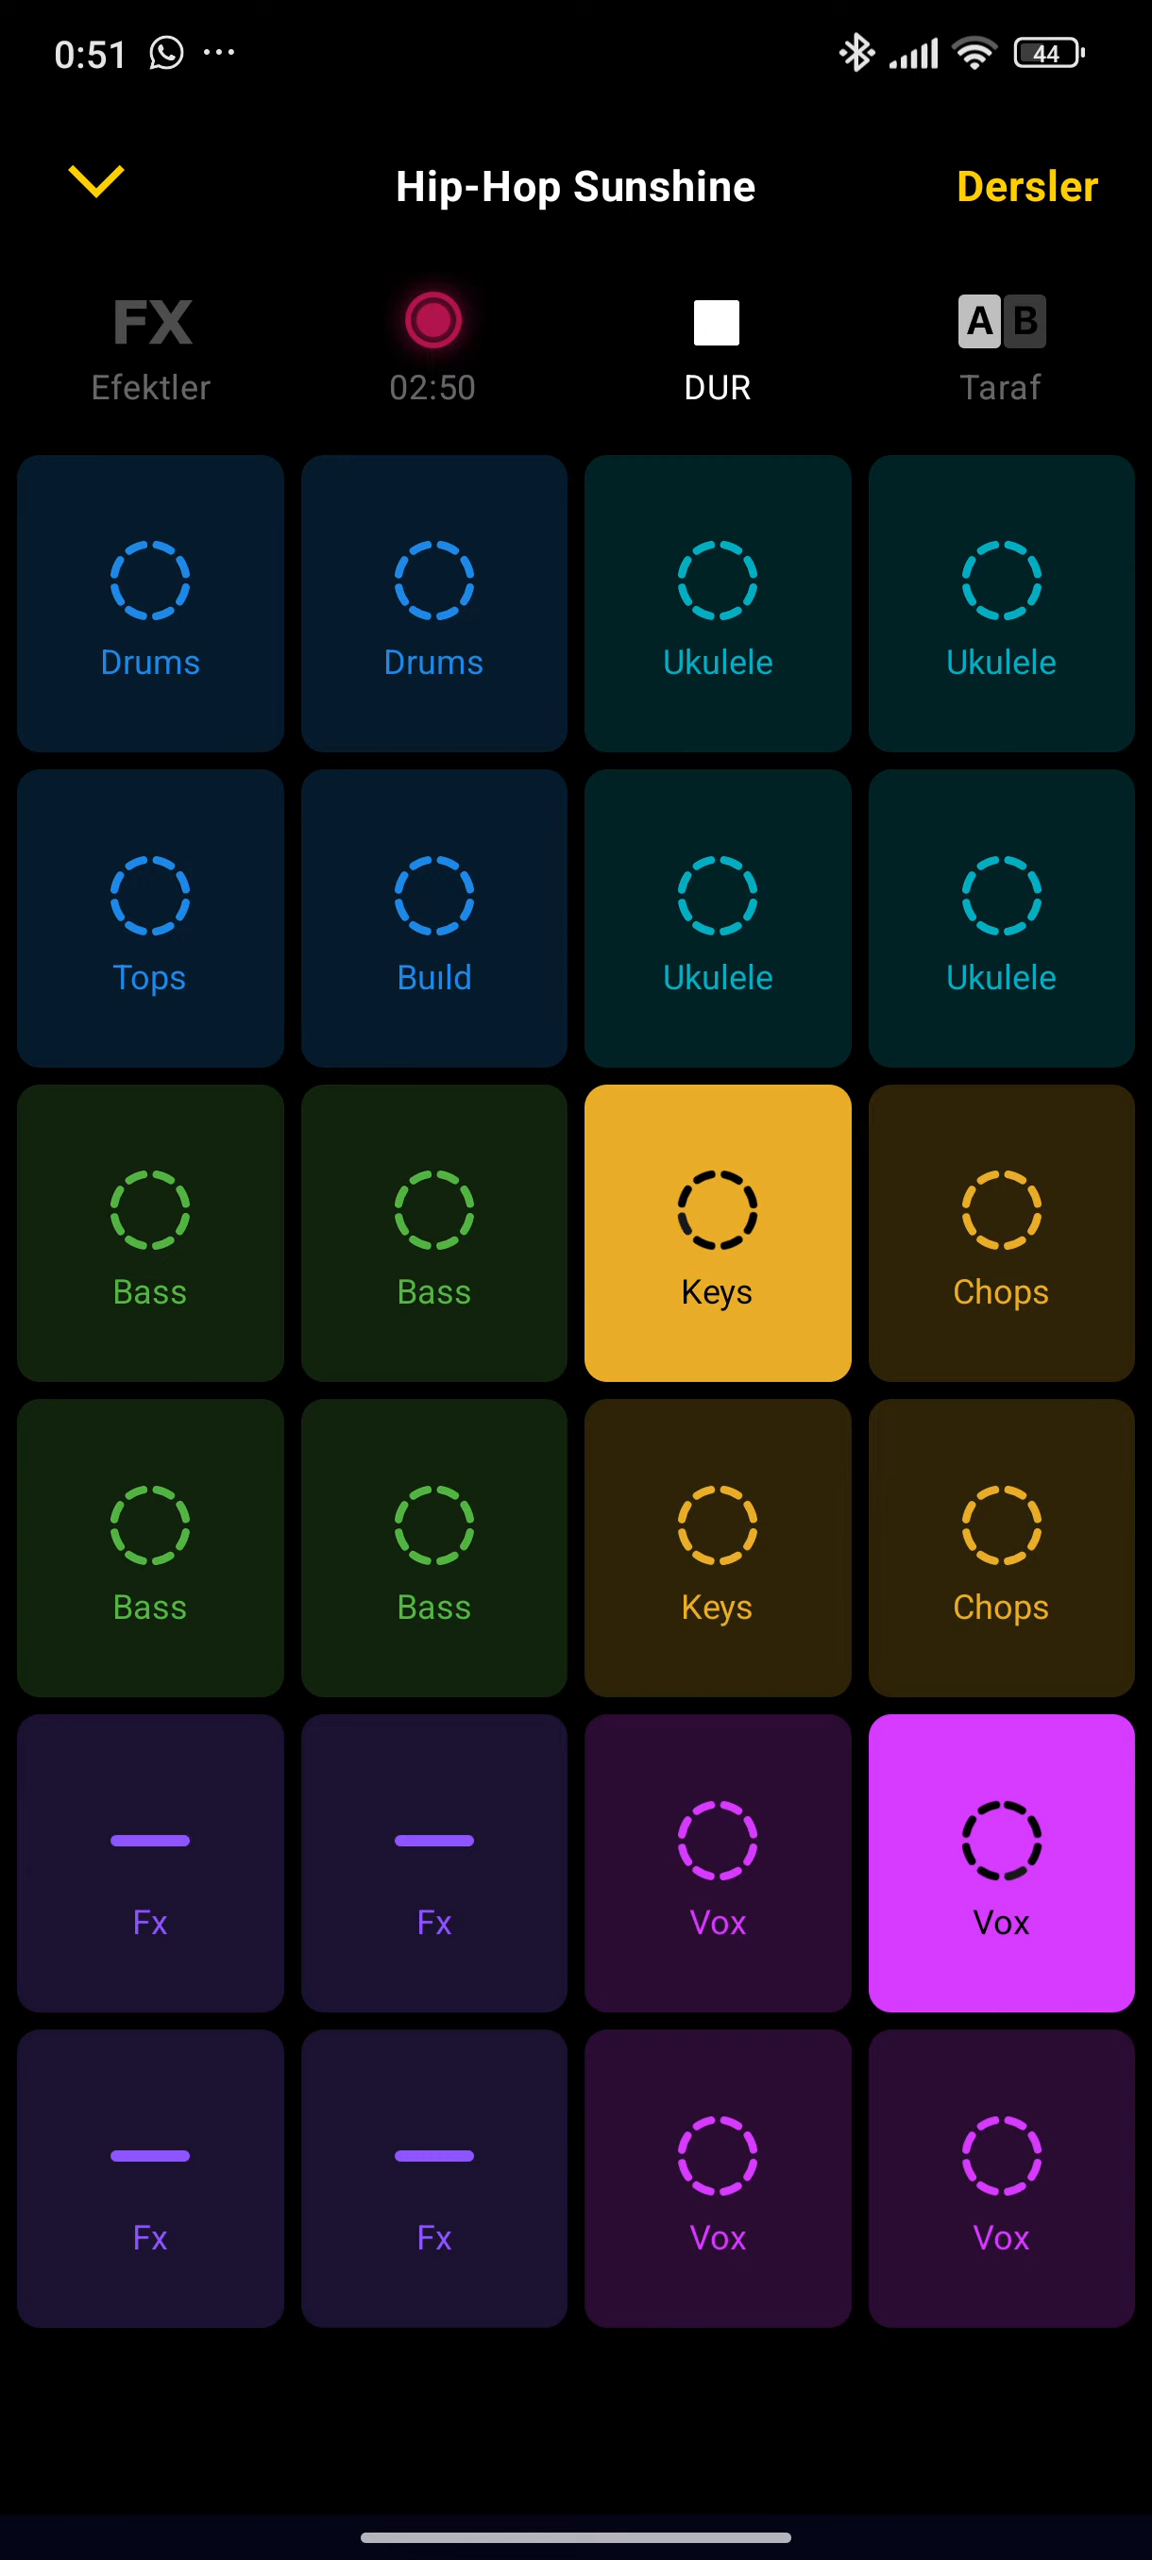 0:51 44
Hip-Hop Sunshine Dersler
FX A B
Efektler 02:50 DUR Taraf
Drums Drums Ukulele Ukulele
Tops Buıld Ukulele Ukulele
Bass Bass Keys Chops
Bass Bass Keys Chops
Fx Fx Vox Vox
Fx Fx Vox Vox